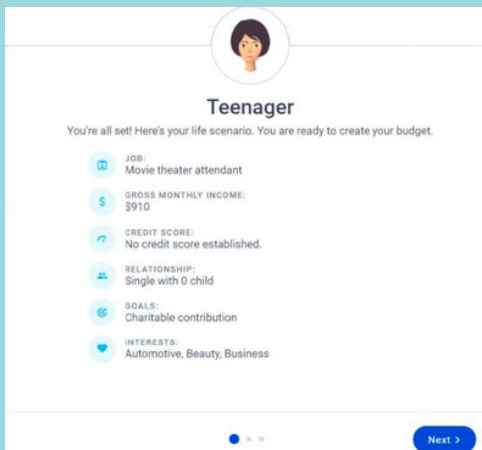 Teenager
You're all set! Here's your life scenario. You are ready to create your budget.
JOB:
Movie theater attendant
GROSS MONTHLY INCOME:
$910
CREDIT SCORE:
No credit score established.
RELATIONSHIP:
Single with 0 child
GOALS:
Charitable contribution
INTERESTS:
Automotive, Beauty, Business
Next >